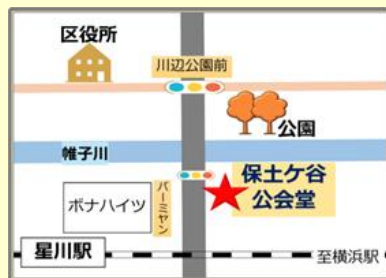 区役所
川辺公園前
公園
帷子川
保土ケ谷
公会堂
ボナハイツ
バーミヤン
星川駅
至横浜駅